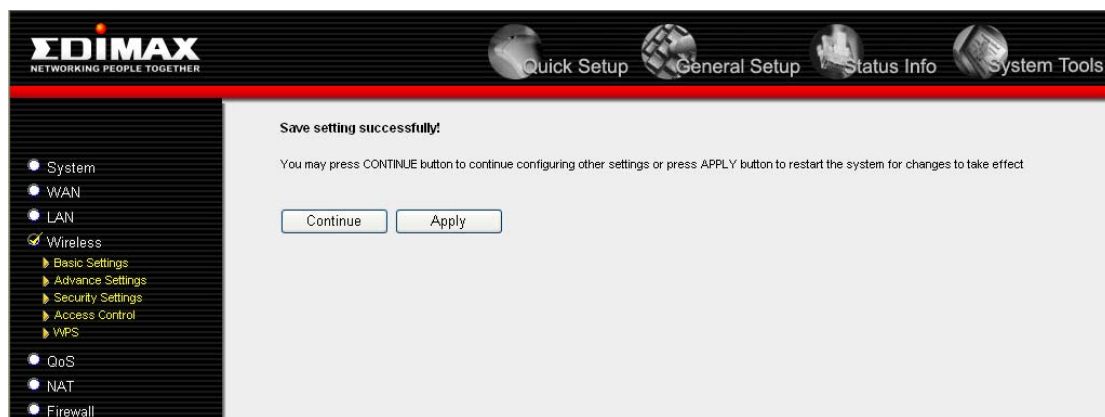 EDIMAX
NETWORKING PEOPLE TOGETHER
Quick Setup
General Setup
Status Info
System Tools
System
WAN
LAN
Wireless
Basic Settings
Advance Settings
Security Settings
Access Control
WPS
QoS
NAT
Firewall
Save setting successfully!
You may press CONTINUE button to continue configuring other settings or press APPLY button to restart the system for changes to take effect
Continue
Apply